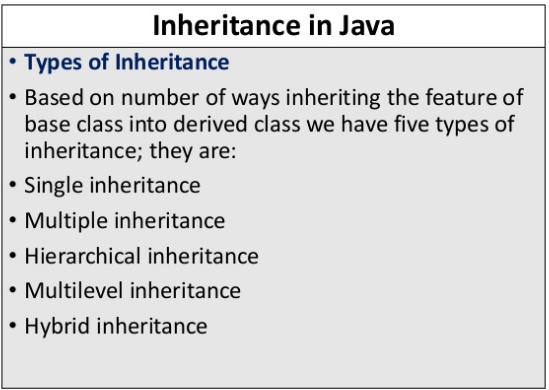 Inheritance in Java
• Types of Inheritance
• Based on number of ways inheriting the feature of
base class into derived class we have five types of
inheritance; they are:
• Single inheritance
• Multiple inheritance
• Hierarchical inheritance
• Multilevel inheritance
• Hybrid inheritance